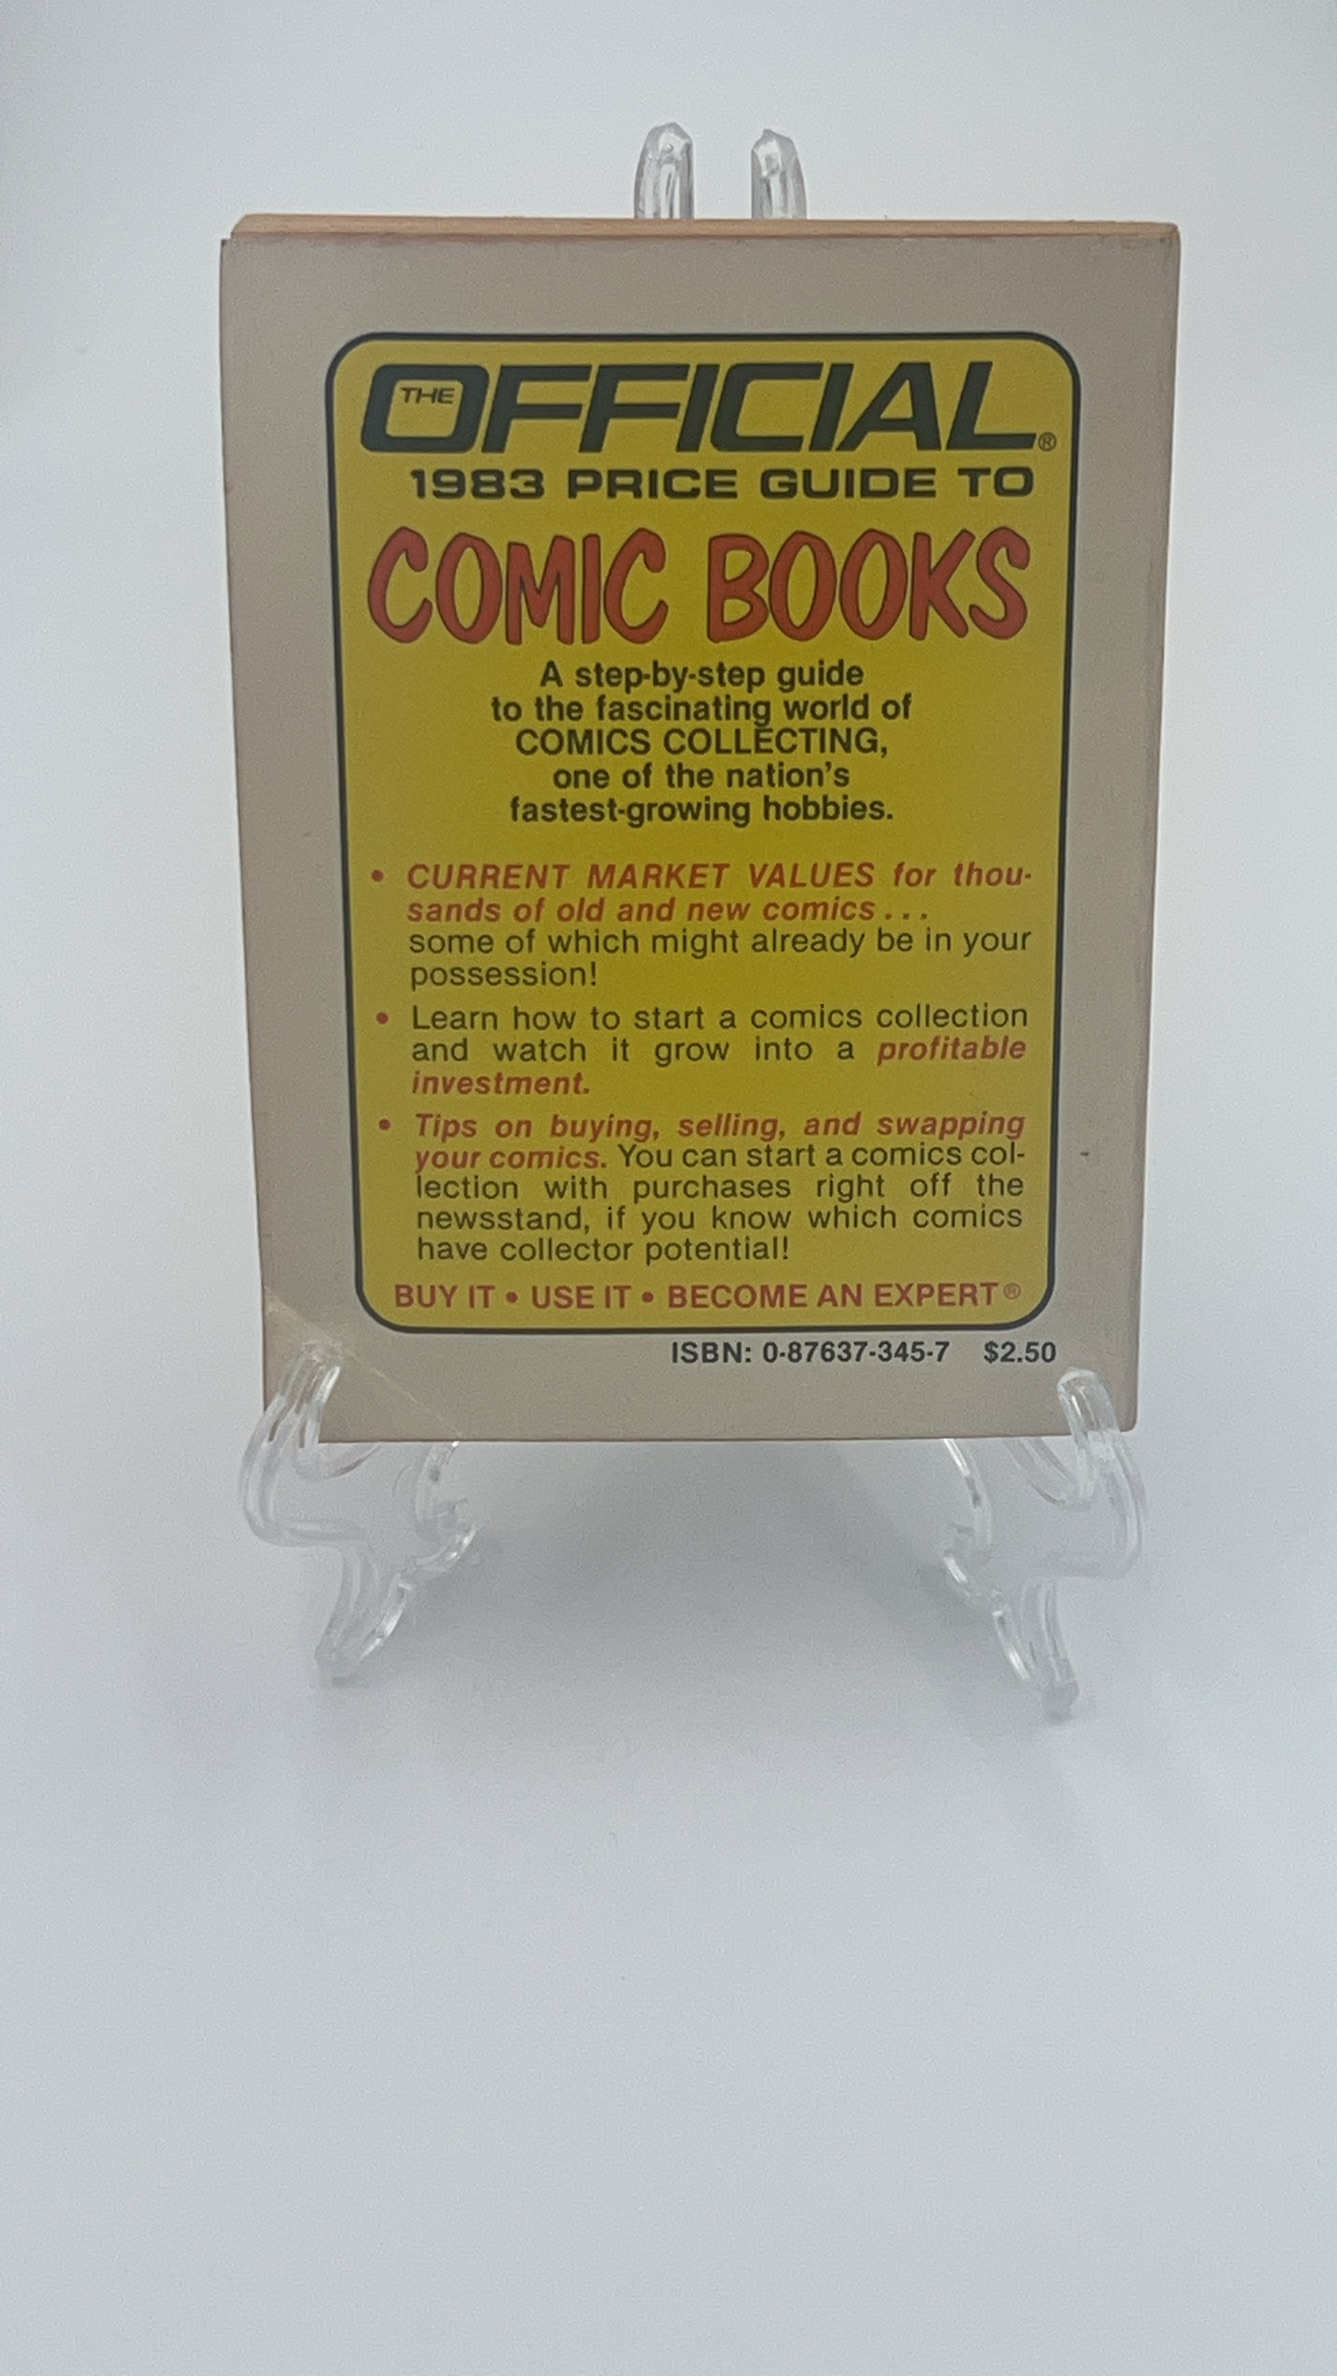 THE OFFICIAL®
1983 PRICE GUIDE TO
COMIC BOOKS
A step-by-step guide
to the fascinating world of
COMICS COLLECTING,
one of the nation's
fastest-growing hobbies.
• CURRENT MARKET VALUES for thou-
sands of old and new comics...
some of which might already be in your
possession!
• Learn how to start a comics collection
and watch it grow into a profitable
investment.
• Tips on buying, selling, and swapping
your comics. You can start a comics col-
lection with purchases right off the
newsstand, if you know which comics
have collector potential!
BUY IT • USE IT • BECOME AN EXPERT®
ISBN: 0-87637-345-7 $2.50